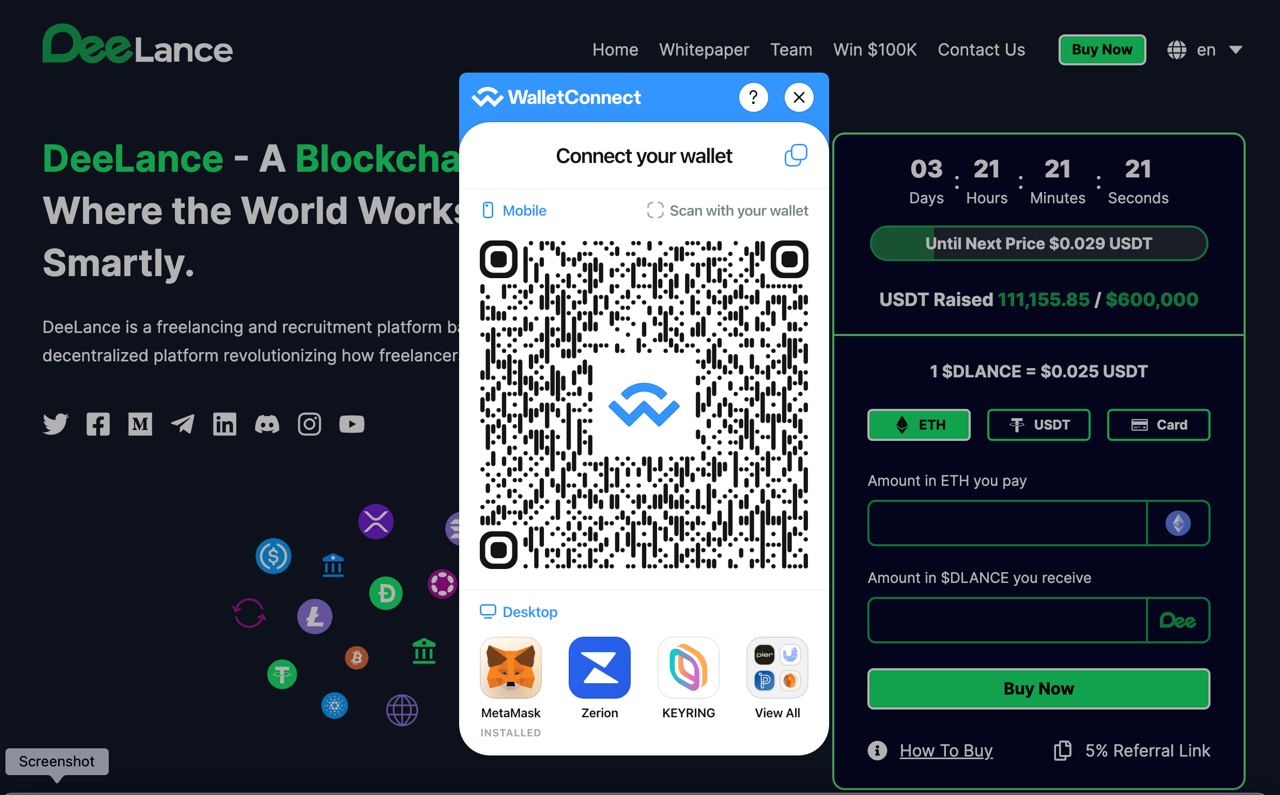 DeeLance
Home Whitepaper Team Win $100K Contact Us Buy Now en
DeeLance - A Blockcha
Where the World Works
Smartly.
DeeLance is a freelancing and recruitment platform ba
decentralized platform revolutionizing how freelancer
WalletConnect ?
Connect your wallet
Mobile Scan with your wallet
Desktop
MetaMask
INSTALLED
Zerion
KEYRING
pier
View All
03 : 21 : 21 : 21
Days Hours Minutes Seconds
Until Next Price $0.029 USDT
USDT Raised 111,155.85 / $600,000
1 $DLANCE = $0.025 USDT
ETH USDT Card
Amount in ETH you pay
Amount in $DLANCE you receive
Dee
Buy Now
How To Buy 5% Referral Link
Screenshot